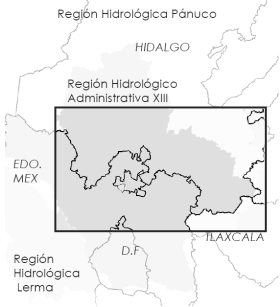 Región Hidrológica Pánuco
HIDALGO
Región Hidrológico
Administrativa XIII
EDO.
MEX
TLAXCALA
D.F
Región
Hidrológica
Lerma